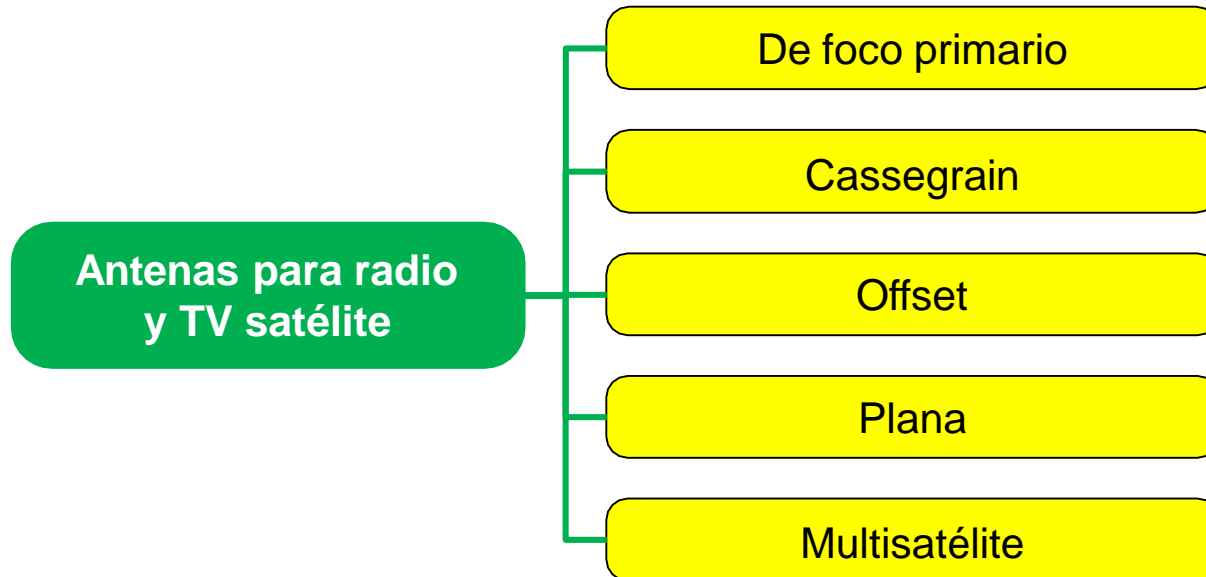 De foco primario
Cassegrain
Antenas para radio
y TV satélite
Offset
Plana
Multisatélite